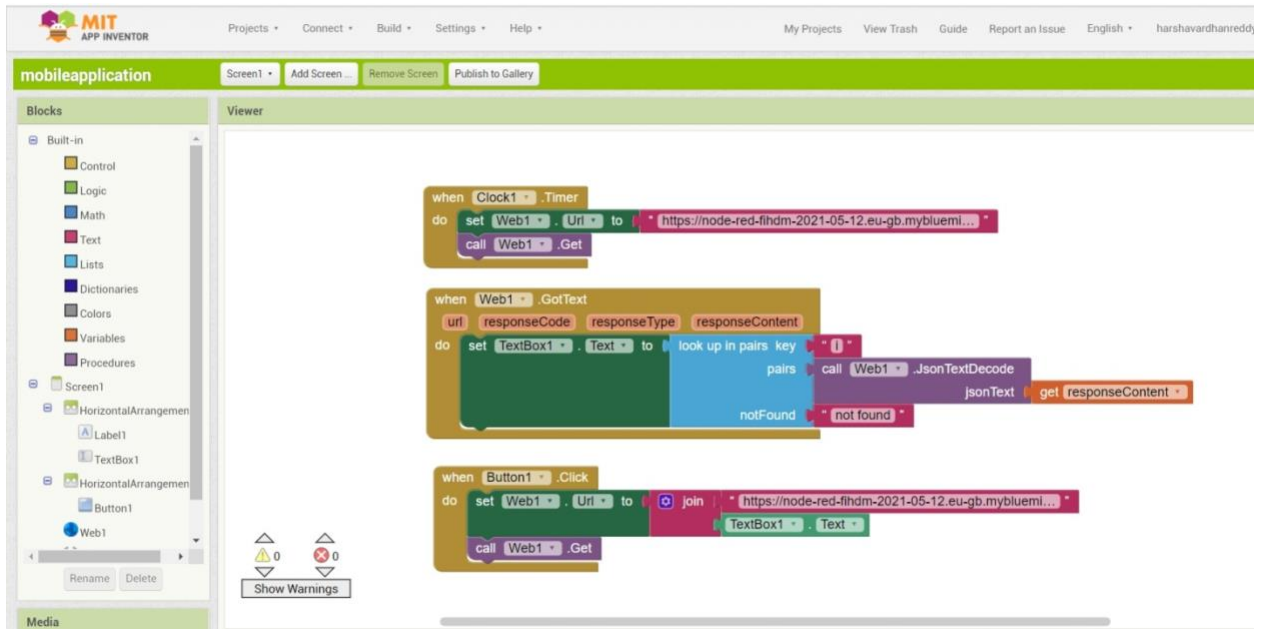 MIT
APP INVENTOR
Projects Connect Build Settings Help My Projects View Trash Guide Report an Issue English harshavardhanreddy
mobileapplication Screen1 Add Screen ... Remove Screen Publish to Gallery
Blocks
Built-in
Control
Logic
Math
Text
Lists
Dictionaries
Colors
Variables
Procedures
Screen1
HorizontalArrangemen
Label1
TextBox1
HorizontalArrangemen
Button1
Web1
Rename Delete
Media
Viewer
when Clock1 .Timer
do set Web1 . Url to " https://node-red-fihdm-2021-05-12.eu-gb.mybluemi... "
call Web1 .Get
when Web1 .GotText
url responseCode responseType responseContent
do set TextBox1 . Text to look up in pairs key " i "
pairs call Web1 .JsonTextDecode
jsonText get responseContent
notFound " not found "
when Button1 .Click
do set Web1 . Url to join " https://node-red-fihdm-2021-05-12.eu-gb.mybluemi... "
TextBox1 . Text
call Web1 .Get
0 0
Show Warnings